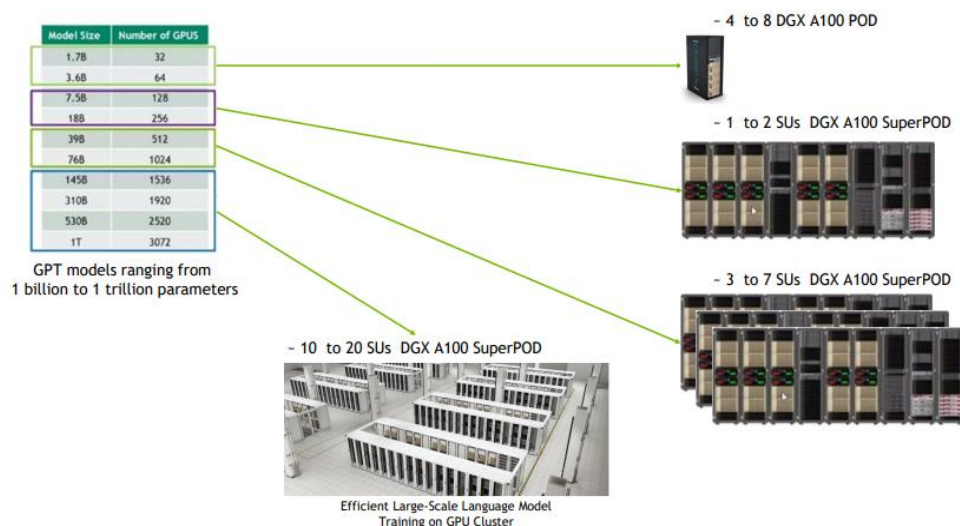 ~ 4 to 8 DGX A100 POD
Model Size Number of GPUS
1.7B 32
3.6B 64
7.5B 128
18B 256
39B 512
76B 1024
145B 1536
310B 1920
530B 2520
1T 3072
GPT models ranging from
1 billion to 1 trillion parameters
~ 1 to 2 SUs DGX A100 SuperPOD
~ 3 to 7 SUs DGX A100 SuperPOD
~ 10 to 20 SUs DGX A100 SuperPOD
Efficient Large-Scale Language Model
Training on GPU Cluster